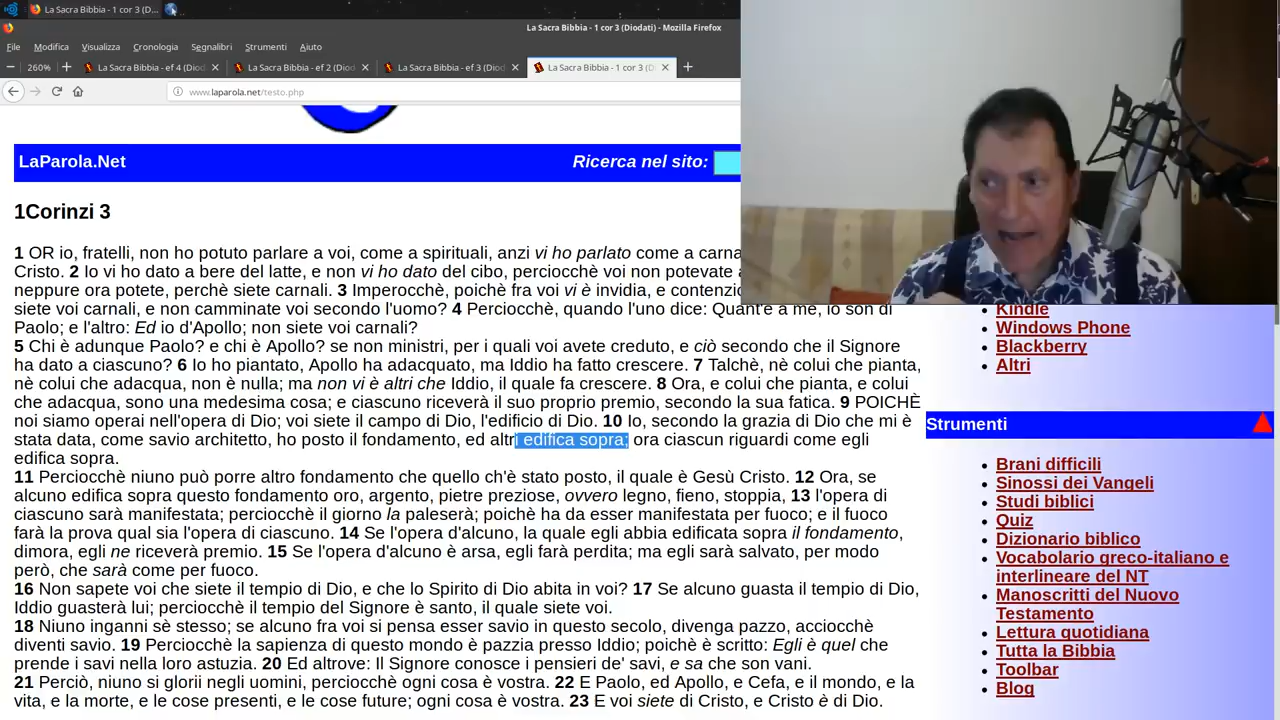 La Sacra Bibbia - 1 cor 3 (D...
La Sacra Bibbia - 1 cor 3 (Diodati) - Mozilla Firefox
File Modifica Visualizza Cronologia Segnalibri Strumenti Aiuto
260% La Sacra Bibbia - ef 4 (Diod La Sacra Bibbia - ef 2 (Diod La Sacra Bibbia - ef 3 (Diod La Sacra Bibbia - 1 cor 3 (D
www.laparola.net/testo.php
LaParola.Net Ricerca nel sito:
1Corinzi 3
1 OR io, fratelli, non ho potuto parlare a voi, come a spirituali, anzi vi ho parlato come a carna
Cristo. 2 Io vi ho dato a bere del latte, e non vi ho dato del cibo, perciocchè voi non potevate a
neppure ora potete, perchè siete carnali. 3 Imperocchè, poichè fra voi vi è invidia, e contenzio
siete voi carnali, e non camminate voi secondo l'uomo? 4 Perciocchè, quando l'uno dice: Quant'è a me, io son di
Paolo; e l'altro: Ed io d'Apollo; non siete voi carnali?
5 Chi è adunque Paolo? e chi è Apollo? se non ministri, per i quali voi avete creduto, e ciò secondo che il Signore
ha dato a ciascuno? 6 Io ho piantato, Apollo ha adacquato, ma Iddio ha fatto crescere. 7 Talchè, nè colui che pianta,
nè colui che adacqua, non è nulla; ma non vi è altri che Iddio, il quale fa crescere. 8 Ora, e colui che pianta, e colui
che adacqua, sono una medesima cosa; e ciascuno riceverà il suo proprio premio, secondo la sua fatica. 9 POICHÈ
noi siamo operai nell'opera di Dio; voi siete il campo di Dio, l'edificio di Dio. 10 Io, secondo la grazia di Dio che mi è
stata data, come savio architetto, ho posto il fondamento, ed altri edifica sopra; ora ciascun riguardi come egli
edifica sopra.
11 Perciocchè niuno può porre altro fondamento che quello ch'è stato posto, il quale è Gesù Cristo. 12 Ora, se
alcuno edifica sopra questo fondamento oro, argento, pietre preziose, ovvero legno, fieno, stoppia, 13 l'opera di
ciascuno sarà manifestata; perciocchè il giorno la paleserà; poichè ha da esser manifestata per fuoco; e il fuoco
farà la prova qual sia l'opera di ciascuno. 14 Se l'opera d'alcuno, la quale egli abbia edificata sopra il fondamento,
dimora, egli ne riceverà premio. 15 Se l'opera d'alcuno è arsa, egli farà perdita; ma egli sarà salvato, per modo
però, che sarà come per fuoco.
16 Non sapete voi che siete il tempio di Dio, e che lo Spirito di Dio abita in voi? 17 Se alcuno guasta il tempio di Dio,
Iddio guasterà lui; perciocchè il tempio del Signore è santo, il quale siete voi.
18 Niuno inganni sè stesso; se alcuno fra voi si pensa esser savio in questo secolo, divenga pazzo, acciocchè
diventi savio. 19 Perciocchè la sapienza di questo mondo è pazzia presso Iddio; poichè è scritto: Egli è quel che
prende i savi nella loro astuzia. 20 Ed altrove: Il Signore conosce i pensieri de' savi, e sa che son vani.
21 Perciò, niuno si glorii negli uomini, perciocchè ogni cosa è vostra. 22 E Paolo, ed Apollo, e Cefa, e il mondo, e la
vita, e la morte, e le cose presenti, e le cose future; ogni cosa è vostra. 23 E voi siete di Cristo, e Cristo è di Dio.
Kindle
Windows Phone
Blackberry
Altri
Strumenti
Brani difficili
Sinossi dei Vangeli
Studi biblici
Quiz
Dizionario biblico
Vocabolario greco-italiano e
interlineare del NT
Manoscritti del Nuovo
Testamento
Lettura quotidiana
Tutta la Bibbia
Toolbar
Blog